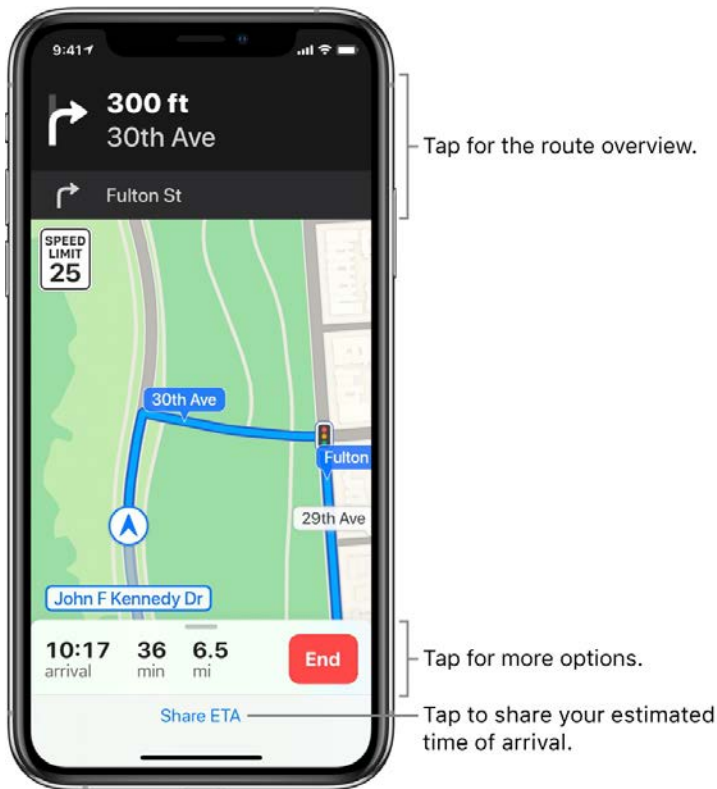 9:41
300 ft
30th Ave
Tap for the route overview.
Fulton St
SPEED
LIMIT
25
30th Ave
Fulton
29th Ave
John F Kennedy Dr
10:17 36 6.5
arrival min mi
End
Tap for more options.
Share ETA
Tap to share your estimated
time of arrival.